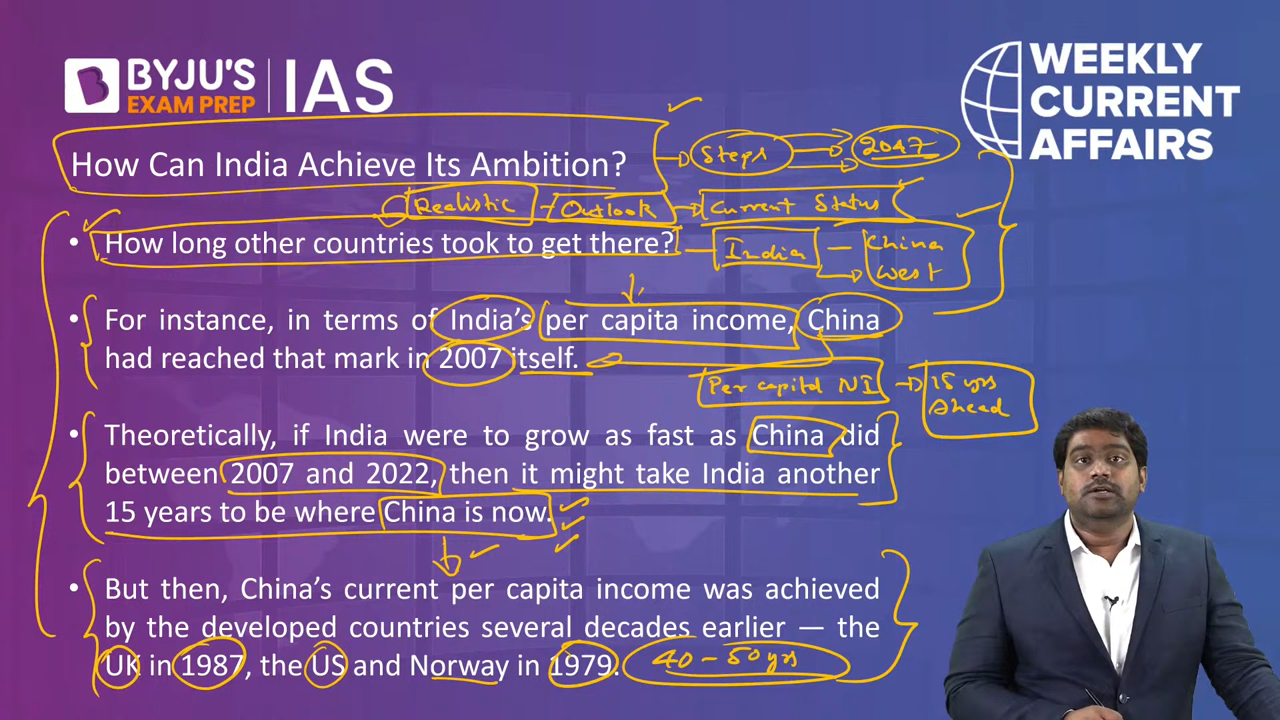 BYJU'S
EXAM PREP
IAS
WEEKLY
CURRENT
AFFAIRS
How Can India Achieve Its Ambition?
Steps
2047
Realistic - Outlook
Current Status
• How long other countries took to get there?
India
China
West
• For instance, in terms of India's per capita income, China
had reached that mark in 2007 itself.
Per capital NI
15 yrs
Ahead
• Theoretically, if India were to grow as fast as China did
between 2007 and 2022, then it might take India another
15 years to be where China is now.
• But then, China's current per capita income was achieved
by the developed countries several decades earlier — the
UK in 1987, the US and Norway in 1979.
40 - 50 yrs